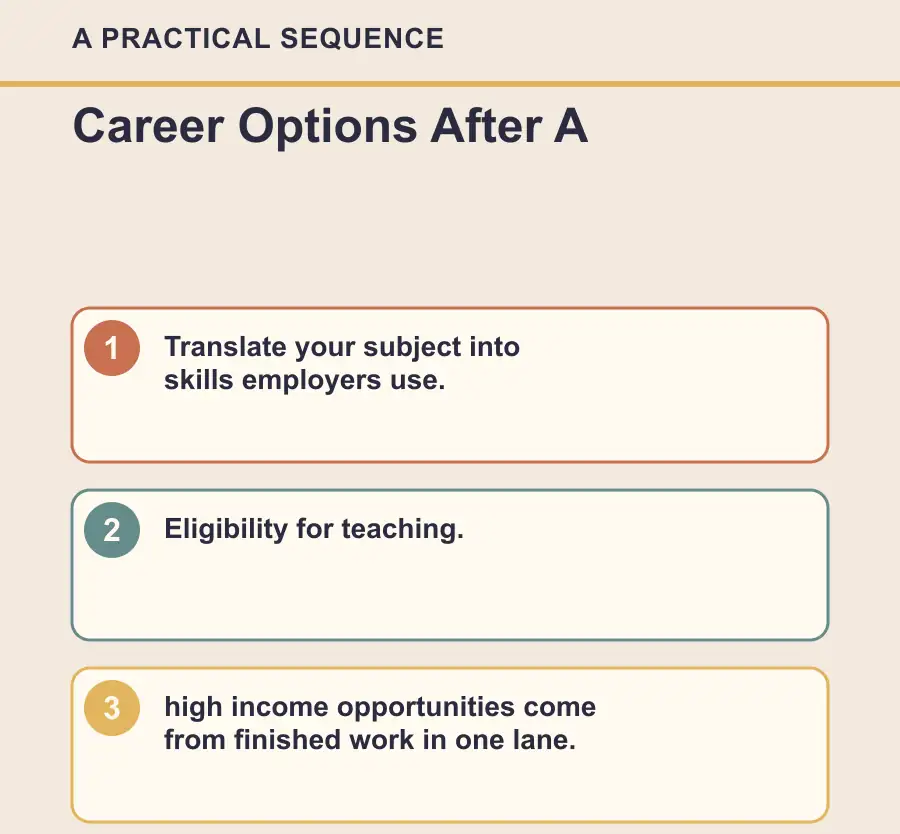 A PRACTICAL SEQUENCE
Career Options After A
1
Translate your subject into
skills employers use.
2
Eligibility for teaching.
3
high income opportunities come
from finished work in one lane.